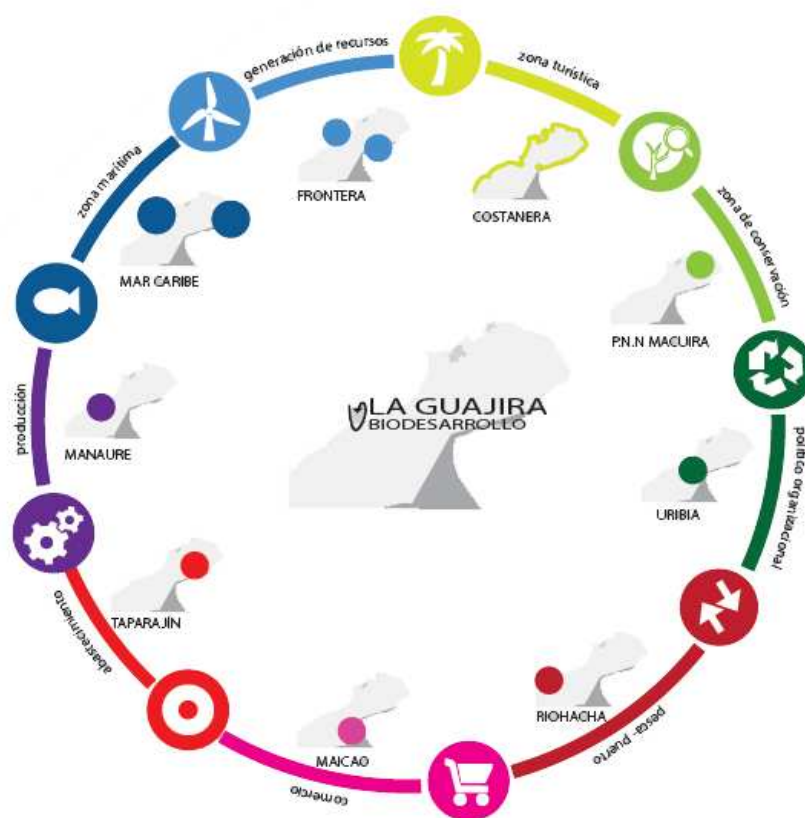 generación de recursos
zona turística
zona marítima
FRONTERA
COSTANERA
zona de conservación
MAR CARIBE
P.N.N MACUIRA
LA GUAJIRA
BIODESARROLLO
producción
MANAURE
URIBIA
político organizacional
TAPARAJÍN
abastecimiento
RIOHACHA
MAICAO
pesca- puerto
comercio